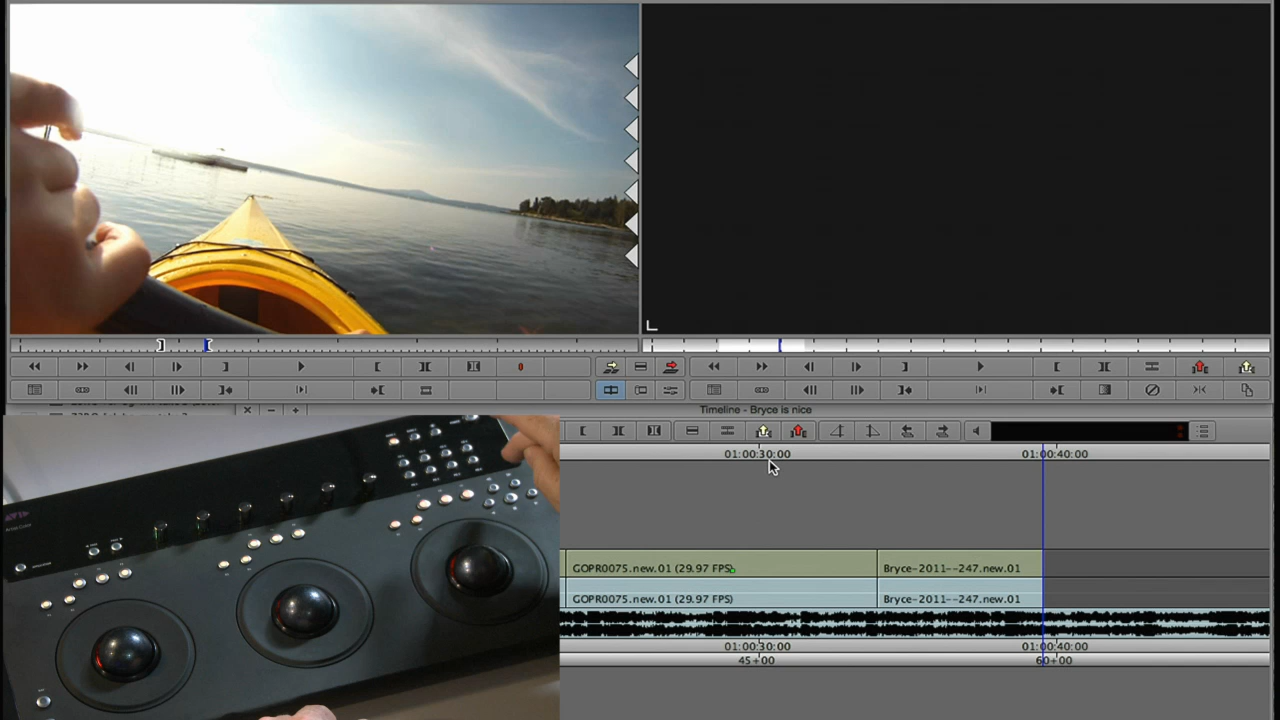 Timeline - Bryce is nice
01:00:30:00 01:00:40:00
GOPR0075.new.01 (29.97 FPS) Bryce-2011--247.new.01
GOPR0075.new.01 (29.97 FPS) Bryce-2011--247.new.01
01:00:30:00 01:00:40:00
45+00 60+00